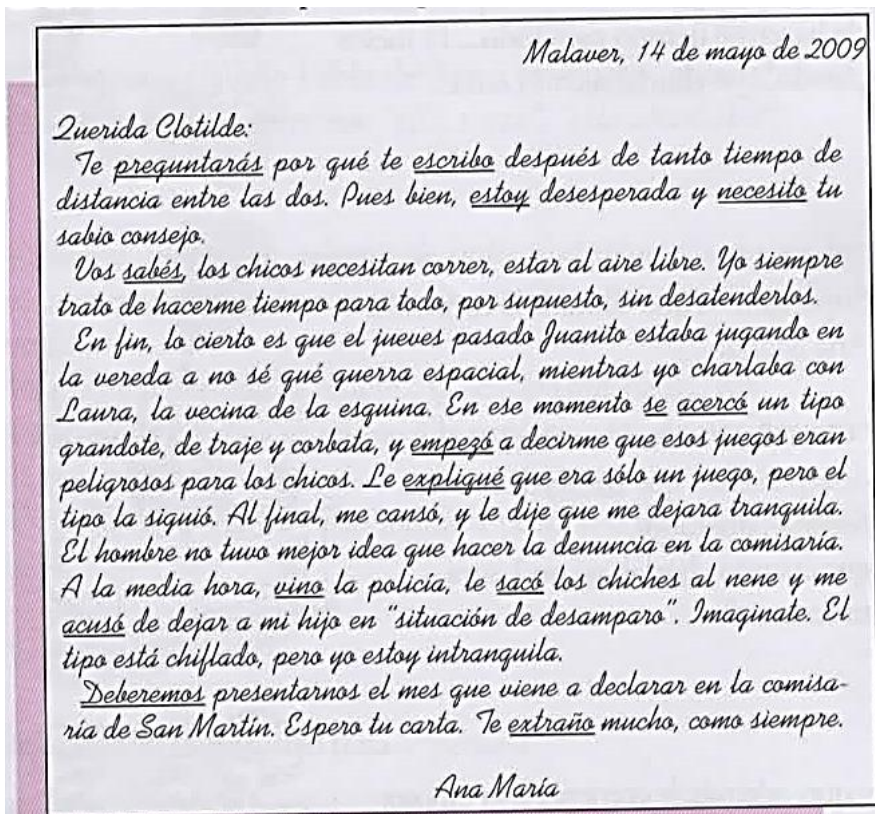 Malaver, 14 de mayo de 2009
Querida Clotilde:
Te preguntarás por qué te escribo después de tanto tiempo de
distancia entre las dos. Pues bien, estoy desesperada y necesito tu
sabio consejo.
Vos sabés, los chicos necesitan correr, estar al aire libre. Yo siempre
trato de hacerme tiempo para todo, por supuesto, sin desatenderlos.
En fin, lo cierto es que el jueves pasado Juanito estaba jugando en
la vereda a no sé qué guerra espacial, mientras yo charlaba con
Laura, la vecina de la esquina. En ese momento se acercó un tipo
grandote, de traje y corbata, y empezó a decirme que esos juegos eran
peligrosos para los chicos. Le expliqué que era sólo un juego, pero el
tipo la siguió. Al final, me cansó, y le dije que me dejara tranquila.
El hombre no tuvo mejor idea que hacer la denuncia en la comisaría.
A la media hora, vino la policía, le sacó los chiches al nene y me
acusó de dejar a mi hijo en "situación de desamparo". Imaginate. El
tipo está chiflado, pero yo estoy intranquila.
Deberemos presentarnos el mes que viene a declarar en la comisa-
ría de San Martín. Espero tu carta. Te extraño mucho, como siempre.
Ana María